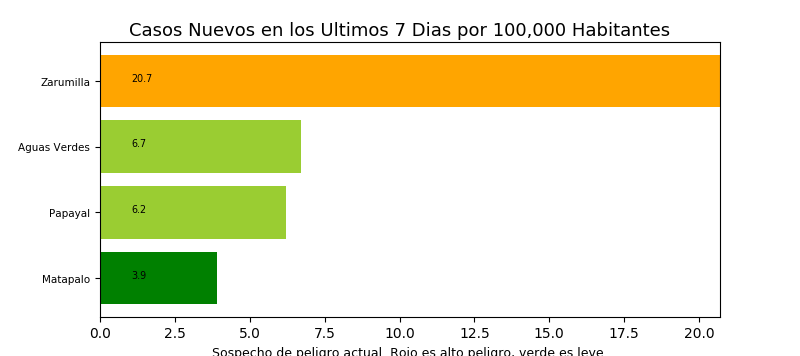 Casos Nuevos en los Ultimos 7 Dias por 100,000 Habitantes
Zarumilla 20.7
Aguas Verdes 6.7
Papayal 6.2
Matapalo 3.9
0.0 2.5 5.0 7.5 10.0 12.5 15.0 17.5 20.0
Sospecho de peligro actual. Rojo es alto peligro, verde es leve